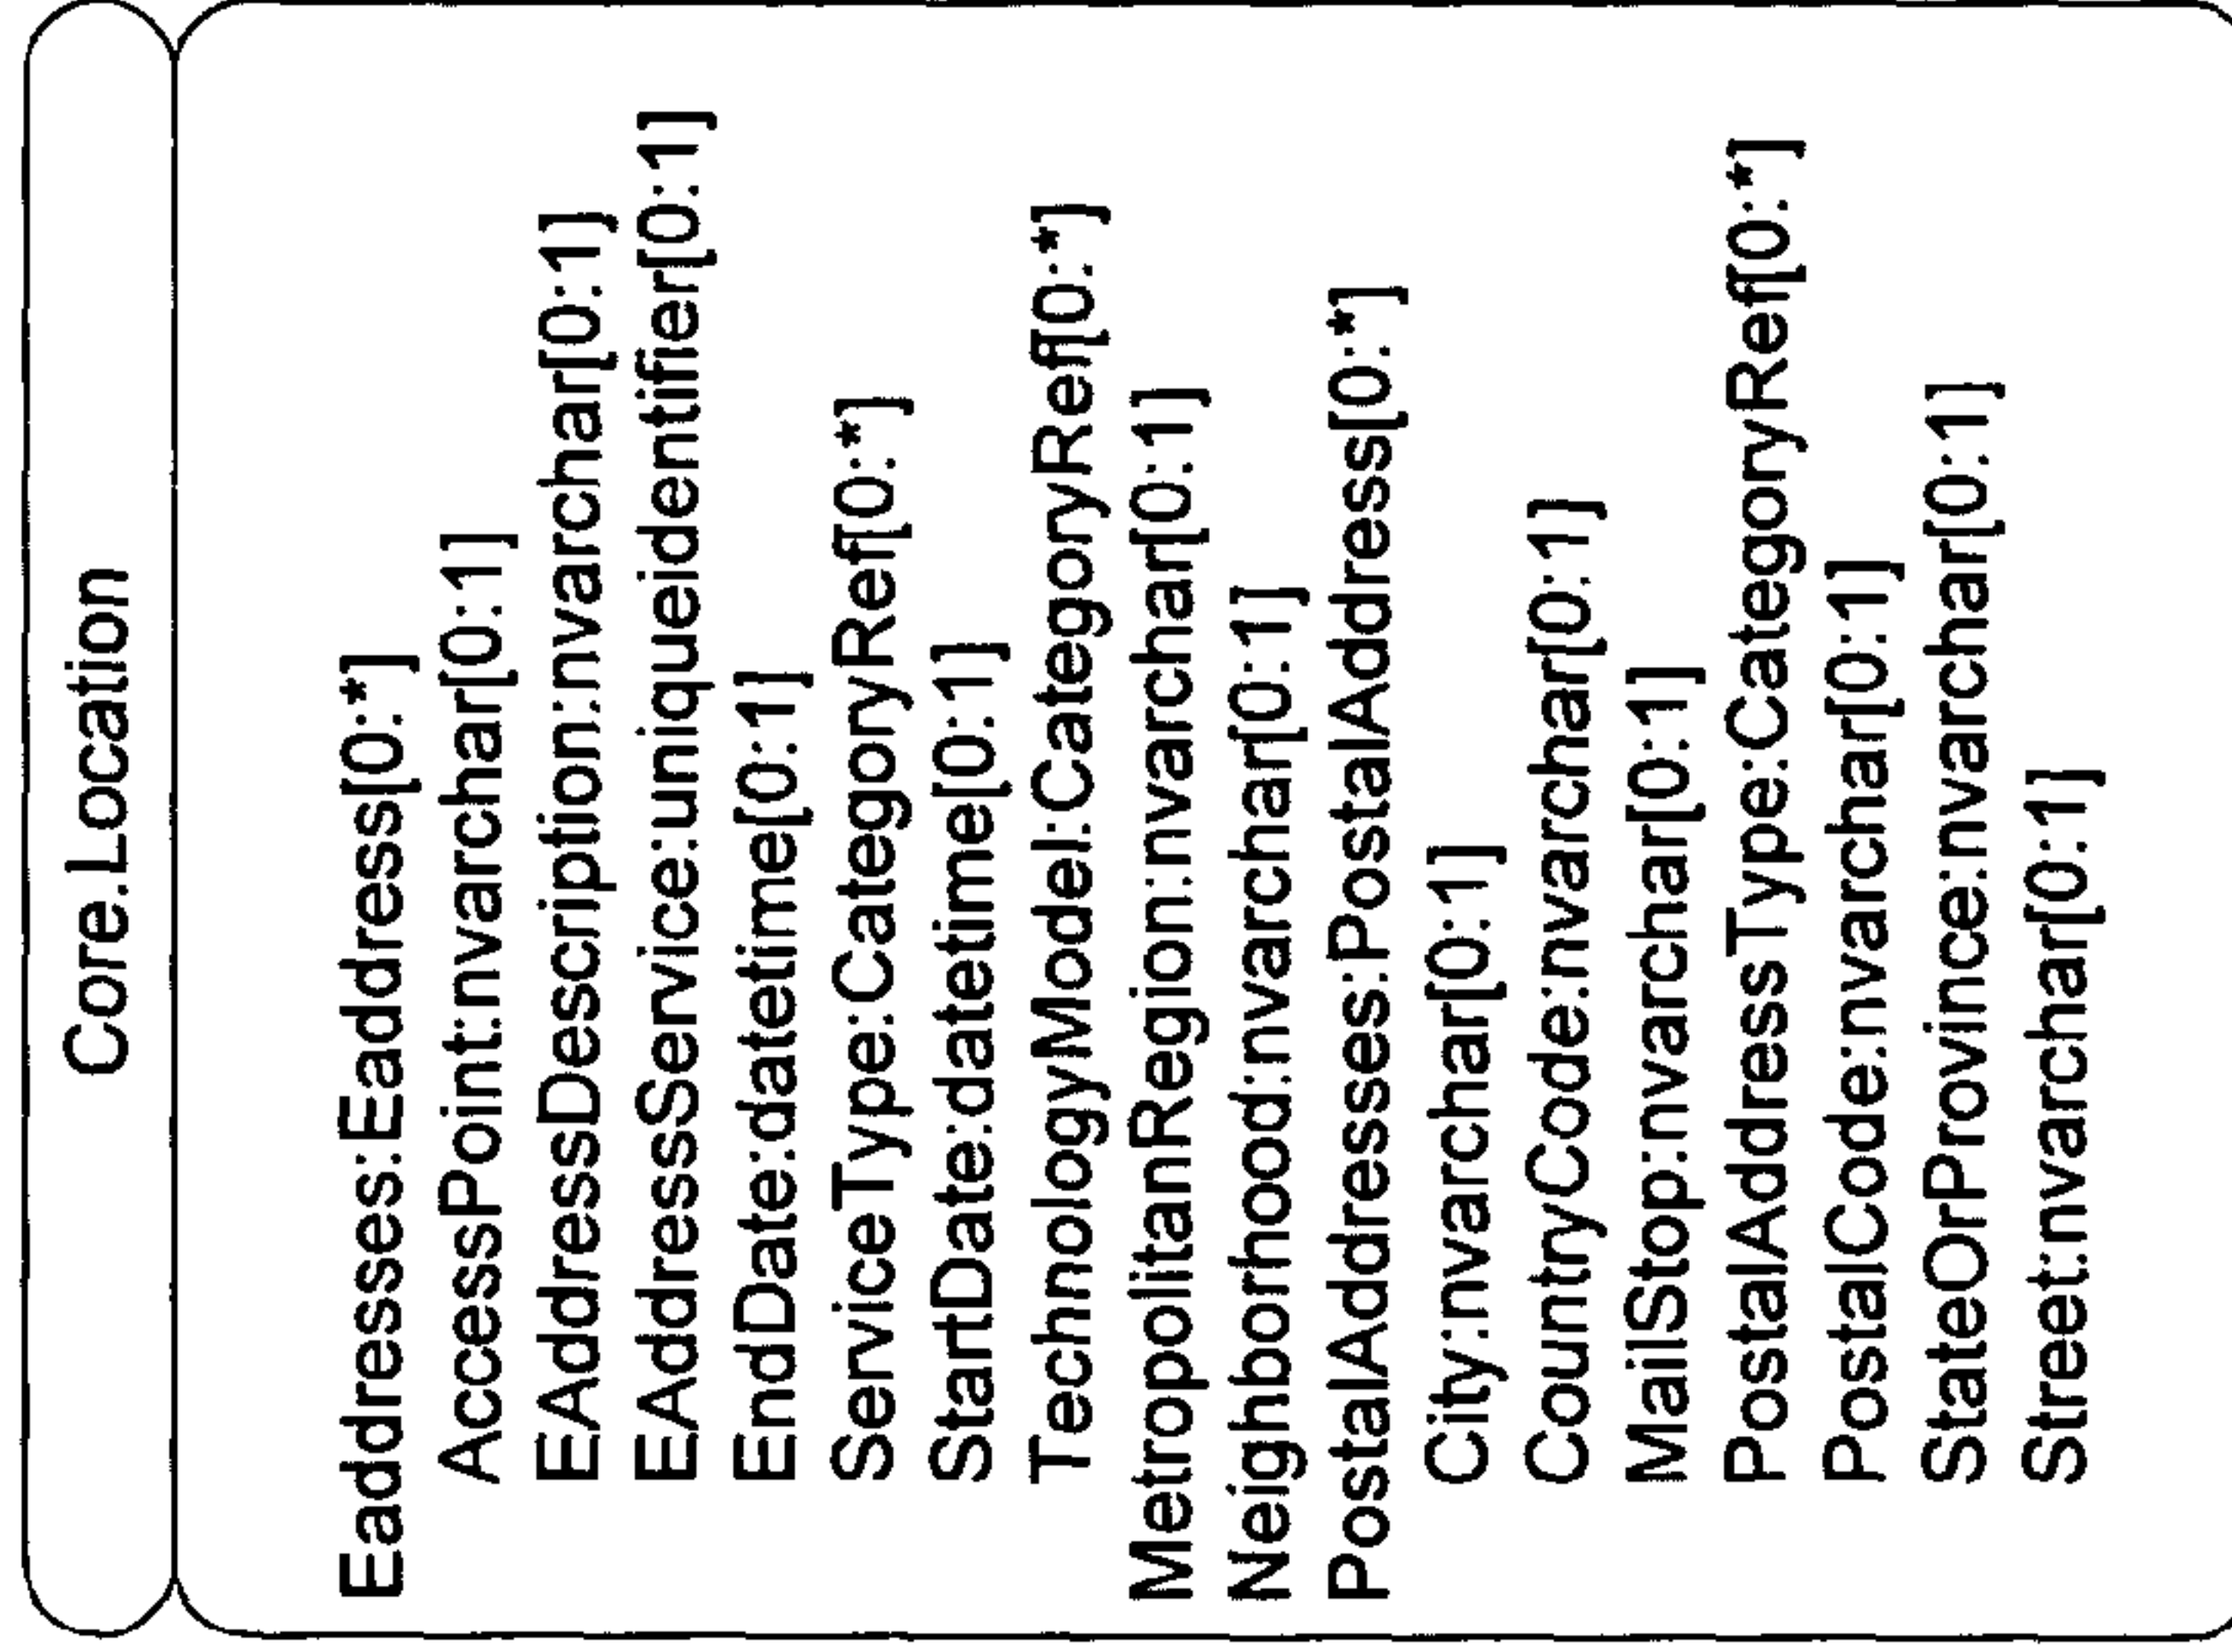 Core.Location
Eaddresses:Eaddress[0:*]
AccessPoint:nvarchar[0:1]
EAddressDescription:nvarchar[0:1]
EAddressService:uniqueidentifier[0:1]
EndDate:datetime[0:1]
ServiceType:CategoryRef[0:*]
StartDate:datetime[0:1]
TechnologyModel:CategoryRef[0:*]
MetropolitanRegion:nvarchar[0:1]
Neighborhood:nvarchar[0:1]
PostalAddresses:PostalAddress[0:*]
City:nvarchar[0:1]
CountryCode:nvarchar[0:1]
MailStop:nvarchar[0:1]
PostalAddressType:CategoryRef[0:*]
PostalCode:nvarchar[0:1]
StateOrProvince:nvarchar[0:1]
Street:nvarchar[0:1]